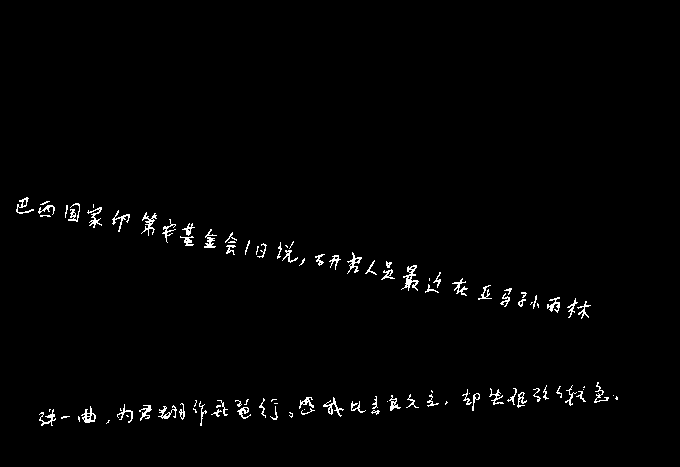 巴西国家印第安基金会1日说,研究人员最近在亚马孙雨林
弹一曲,为君翻作琵琶行。感我此言良久立,却坐促弦弦转急。